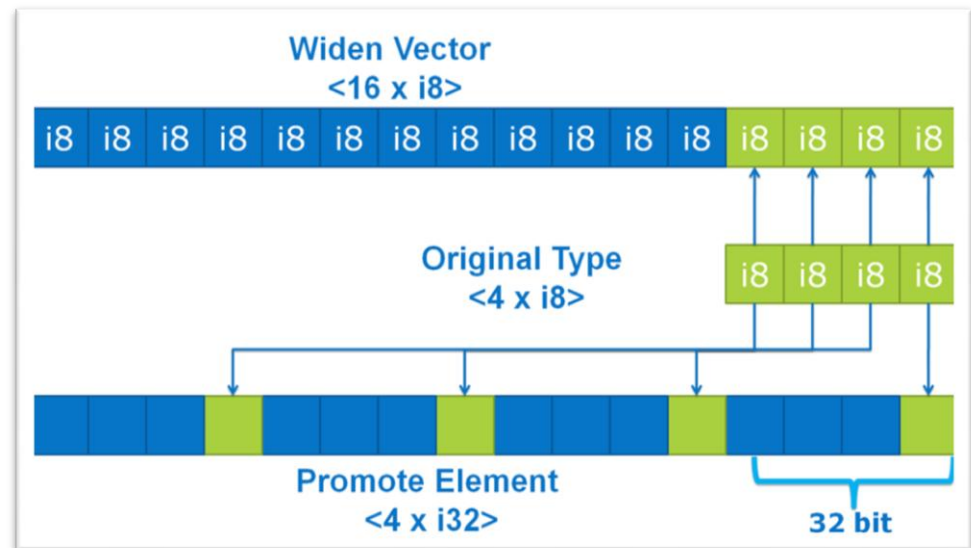 Widen Vector
<16 x i8>
i8 i8 i8 i8 i8 i8 i8 i8 i8 i8 i8 i8 i8 i8 i8 i8
Original Type
<4 x i8>
i8 i8 i8 i8
Promote Element
<4 x i32>
32 bit